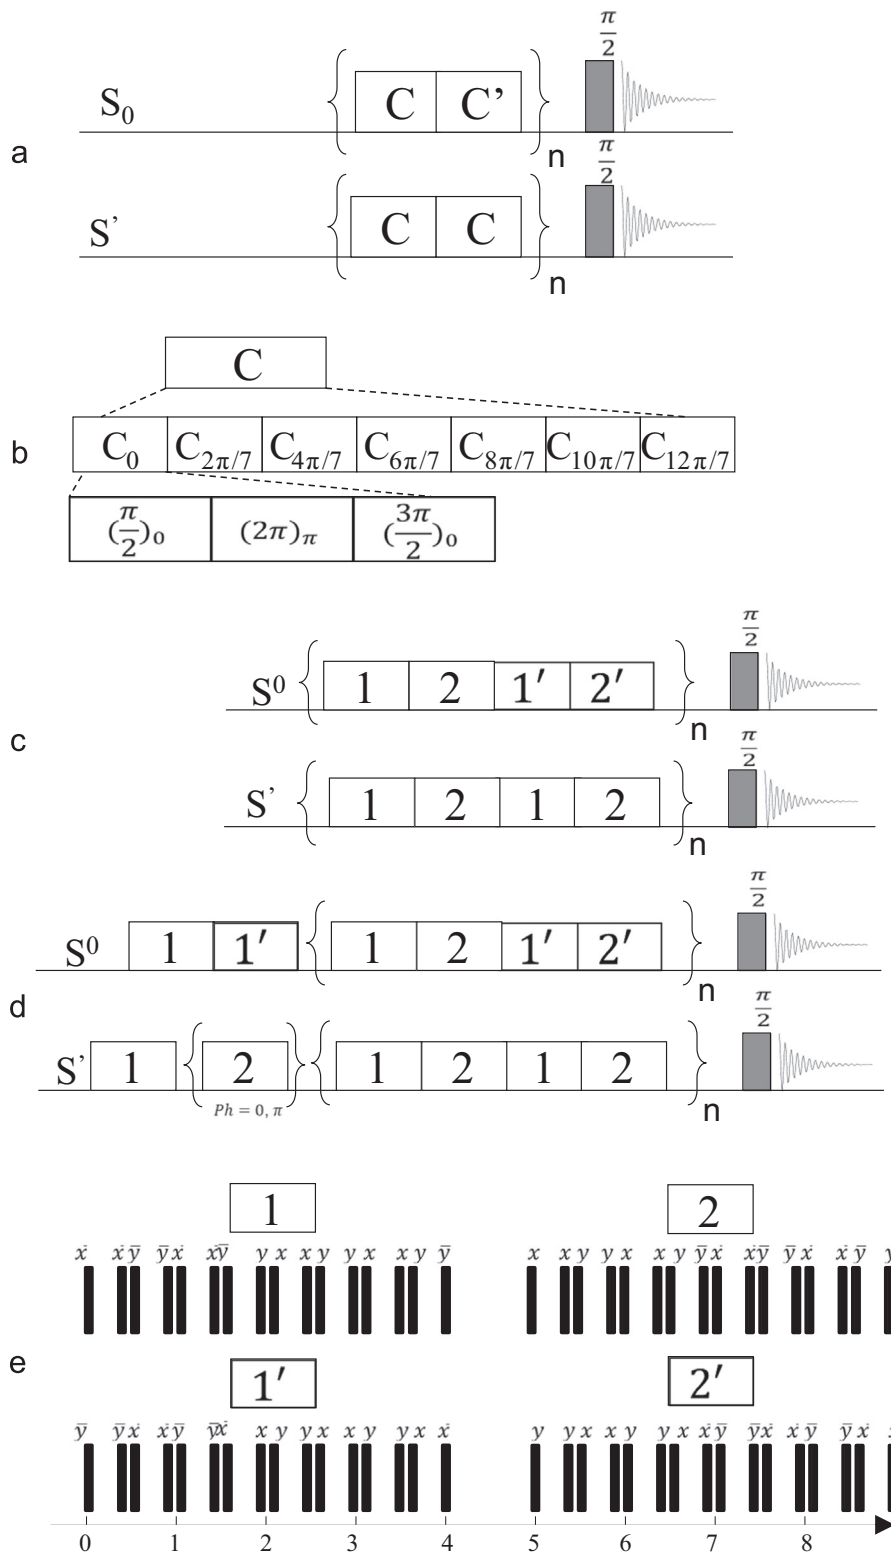 π/2
S₀ { C C’ }n
a
π/2
S’ { C C }n
C
b
C₀ C2π/7 C4π/7 C6π/7 C8π/7 C10π/7 C12π/7
(π/2)₀ (2π)π (3π/2)₀
π/2
S⁰ { 1 2 1′ 2′ }n
c
π/2
S’ { 1 2 1 2 }n
π/2
S⁰ 1 1′ { 1 2 1′ 2′ }n
d
π/2
S’ 1 { 2 } { 1 2 1 2 }n
Ph = 0, π
1 2
ẋ ẋ ȳ ȳ ẋ ẋ ȳ y x x y y x x y ȳ x x y y x x y ȳ ẋ ẋ ȳ ȳ ẋ ẋ ȳ
e
1′ 2′
ȳ ȳ ẋ ẋ ȳ ȳ ẋ x y y x x y y x ẋ y y x x y y x ẋ ȳ ȳ ẋ ẋ ȳ ȳ ẋ
0 1 2 3 4 5 6 7 8